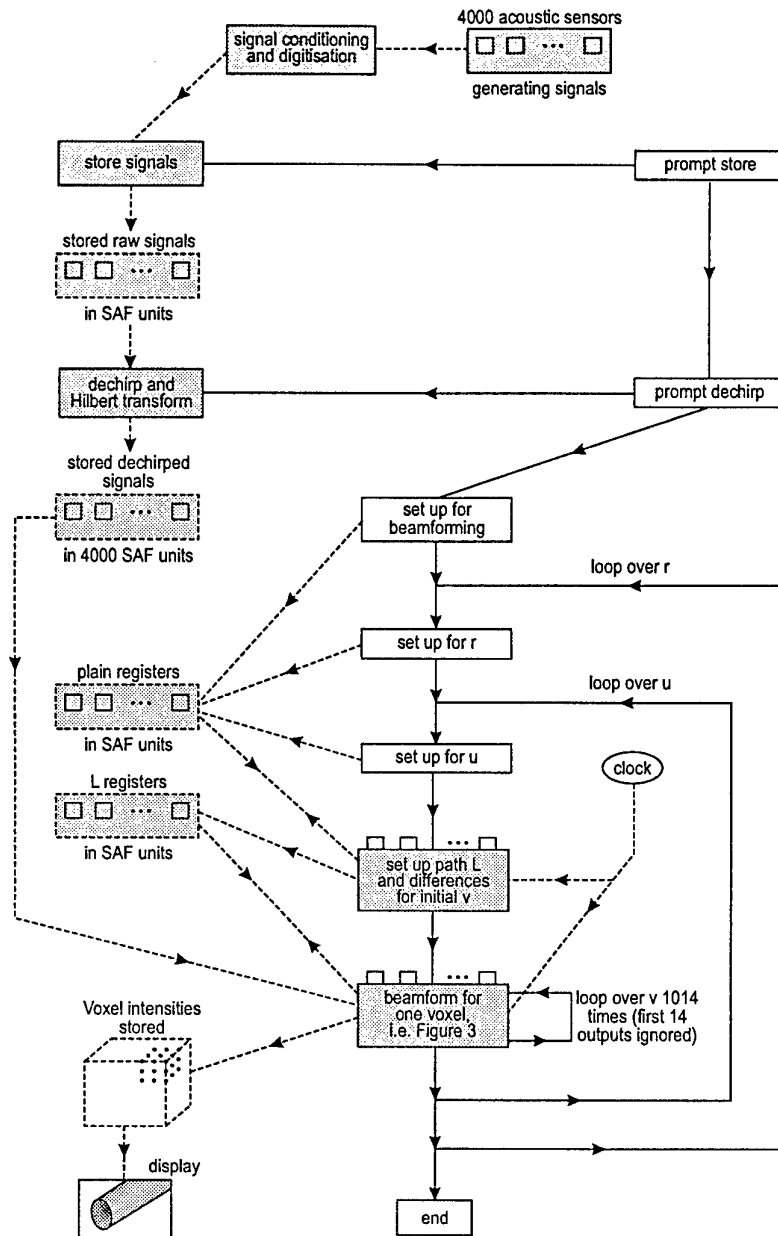 4000 acoustic sensors
signal conditioning
and digitisation
...
generating signals
store signals
prompt store
stored raw signals
...
in SAF units
dechirp and
Hilbert transform
prompt dechirp
stored dechirped
signals
...
in 4000 SAF units
set up for
beamforming
loop over r
set up for r
plain registers
...
in SAF units
loop over u
set up for u
clock
L registers
...
in SAF units
...
set up path L
and differences
for initial v
...
beamform for
one voxel,
i.e. Figure 3
loop over v 1014
times (first 14
outputs ignored)
Voxel intensities
stored
display
end